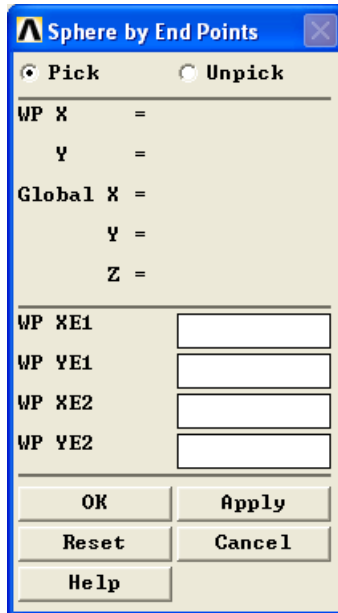 Sphere by End Points
Pick Unpick
WP X =
Y =
Global X =
Y =
Z =
WP XE1
WP YE1
WP XE2
WP YE2
OK Apply
Reset Cancel
Help